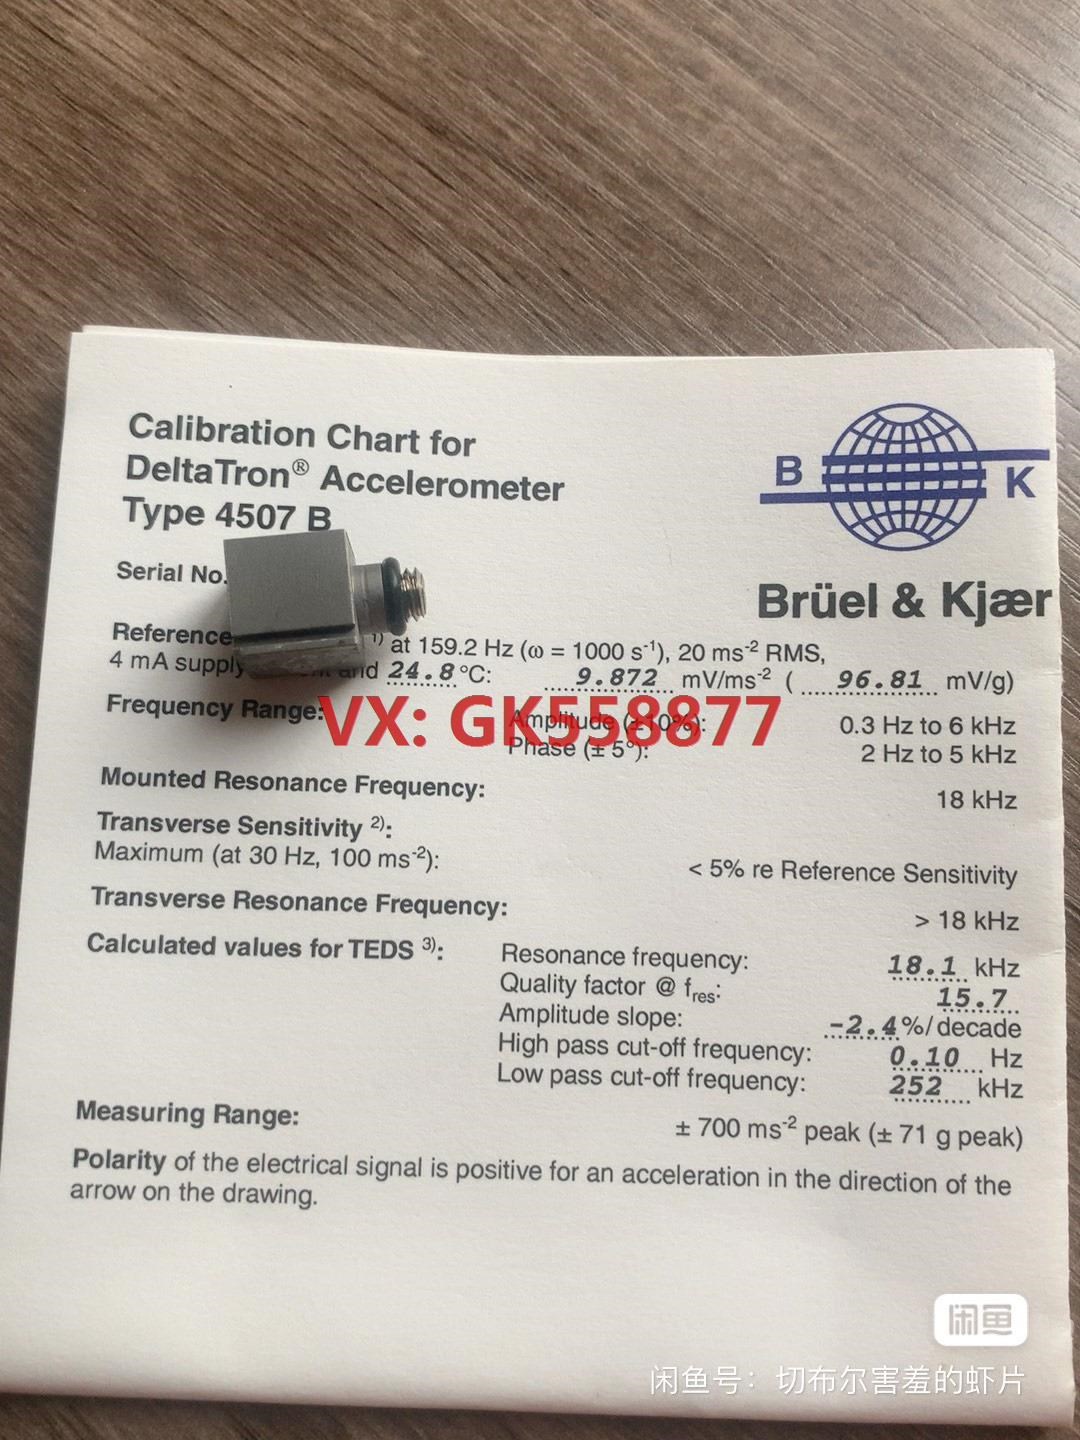 Calibration Chart for
DeltaTron® Accelerometer
Type 4507 B
B K
Brüel & Kjær
Serial No.
Reference ¹⁾ at 159.2 Hz (ω = 1000 s⁻¹), 20 ms⁻² RMS,
4 mA supply and 24.8 °C: 9.872 mV/ms⁻² ( 96.81 mV/g)
Frequency Range: Amplitude (±10%): 0.3 Hz to 6 kHz
Phase (± 5°): 2 Hz to 5 kHz
VX: GK558877
Mounted Resonance Frequency: 18 kHz
Transverse Sensitivity ²⁾:
Maximum (at 30 Hz, 100 ms⁻²): < 5% re Reference Sensitivity
Transverse Resonance Frequency: > 18 kHz
Calculated values for TEDS ³⁾: Resonance frequency: 18.1 kHz
Quality factor @ fres: 15.7
Amplitude slope: -2.4 %/decade
High pass cut-off frequency: 0.10 Hz
Low pass cut-off frequency: 252 kHz
Measuring Range: ± 700 ms⁻² peak (± 71 g peak)
Polarity of the electrical signal is positive for an acceleration in the direction of the
arrow on the drawing.
闲鱼
闲鱼号：切布尔害羞的虾片